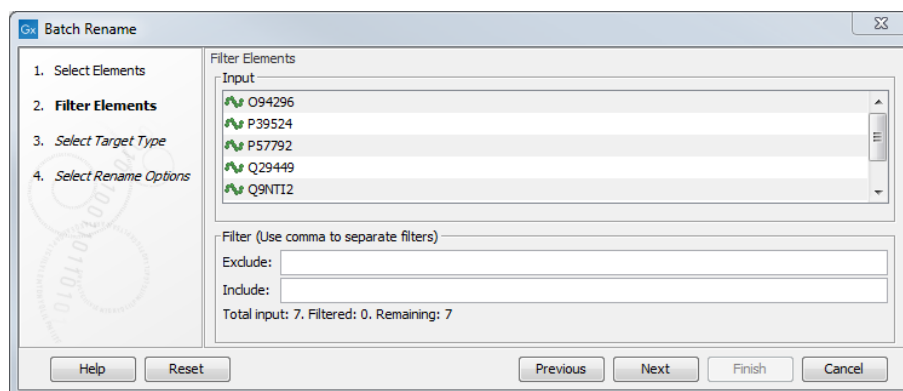 Gx Batch Rename
1. Select Elements
2. Filter Elements
3. Select Target Type
4. Select Rename Options
Filter Elements
Input
O94296
P39524
P57792
Q29449
Q9NTI2
Filter (Use comma to separate filters)
Exclude:
Include:
Total input: 7. Filtered: 0. Remaining: 7
Help Reset Previous Next Finish Cancel